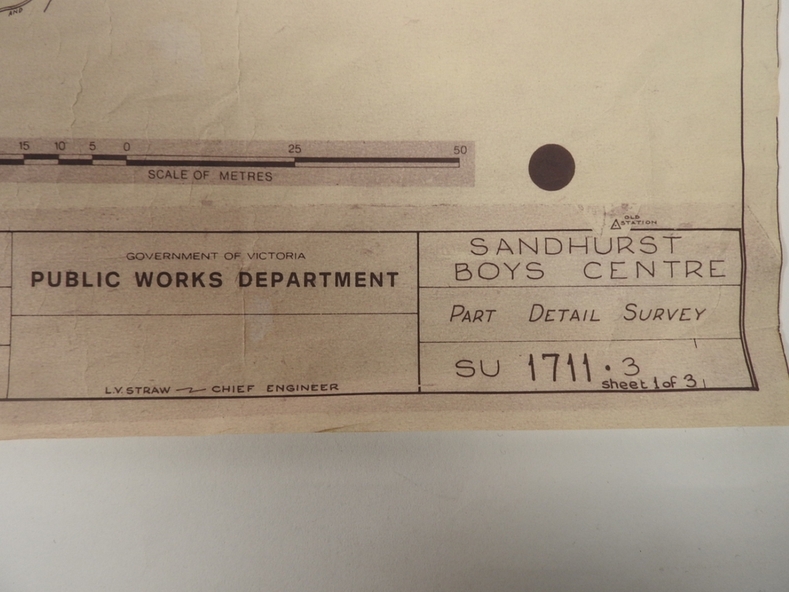 AND
15 10 5 0 25 50
SCALE OF METRES
OLD
STATION
GOVERNMENT OF VICTORIA
PUBLIC WORKS DEPARTMENT
L.V. STRAW — CHIEF ENGINEER
SANDHURST
BOYS CENTRE
PART DETAIL SURVEY
SU 1711.3
sheet 1 of 3